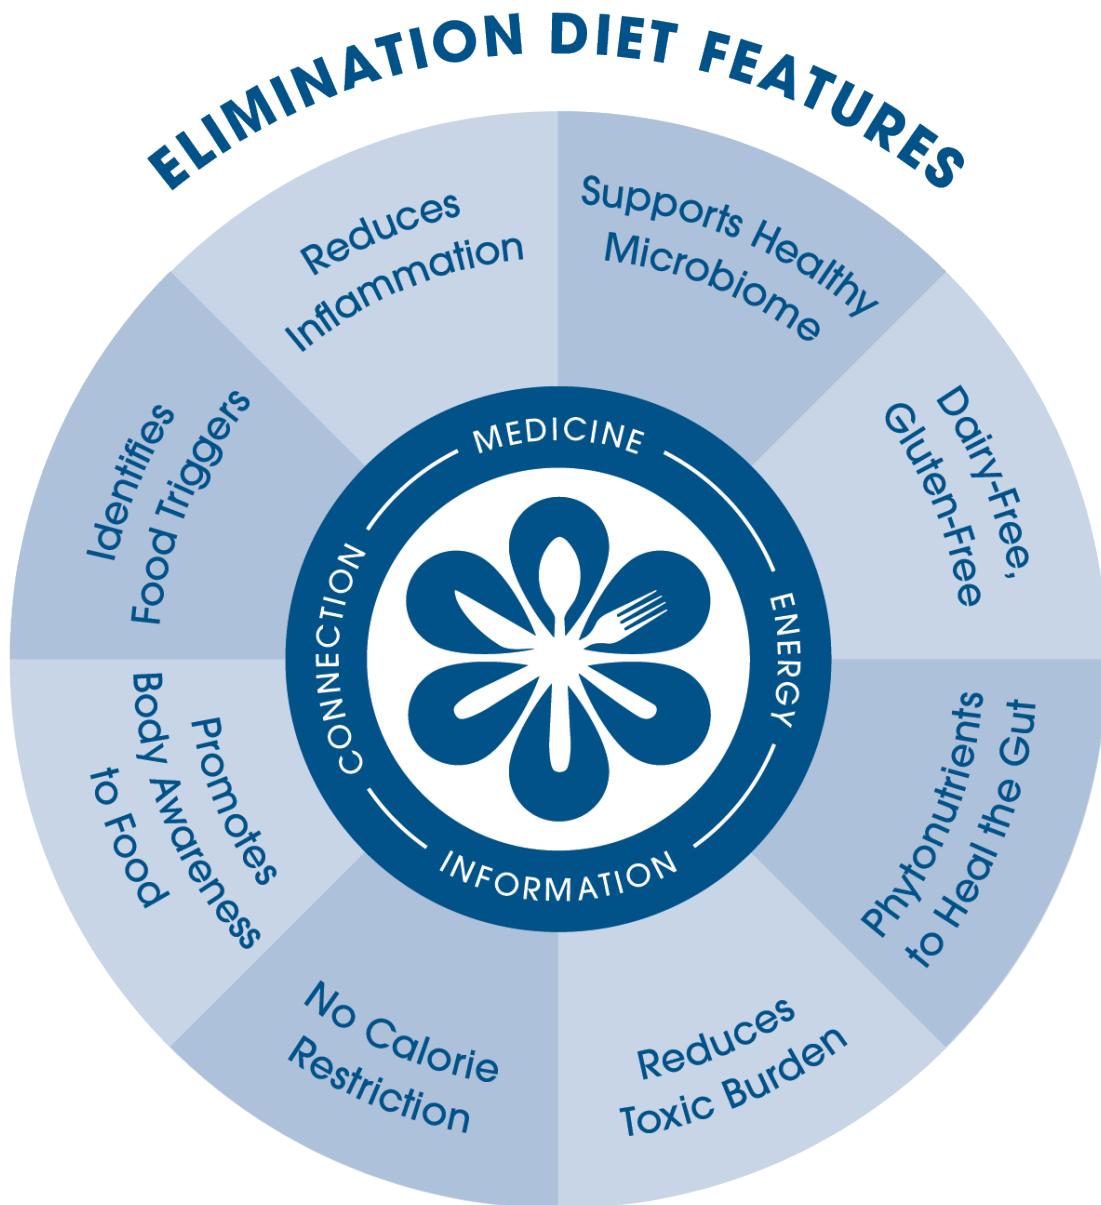 ELIMINATION DIET FEATURES
Supports Healthy
Microbiome
Dairy-Free,
Gluten-Free
Phytonutrients
to Heal the Gut
Reduces
Toxic Burden
No Calorie
Restriction
Promotes
Body Awareness
to Food
Identifies
Food Triggers
Reduces
Inflammation
MEDICINE
ENERGY
INFORMATION
CONNECTION